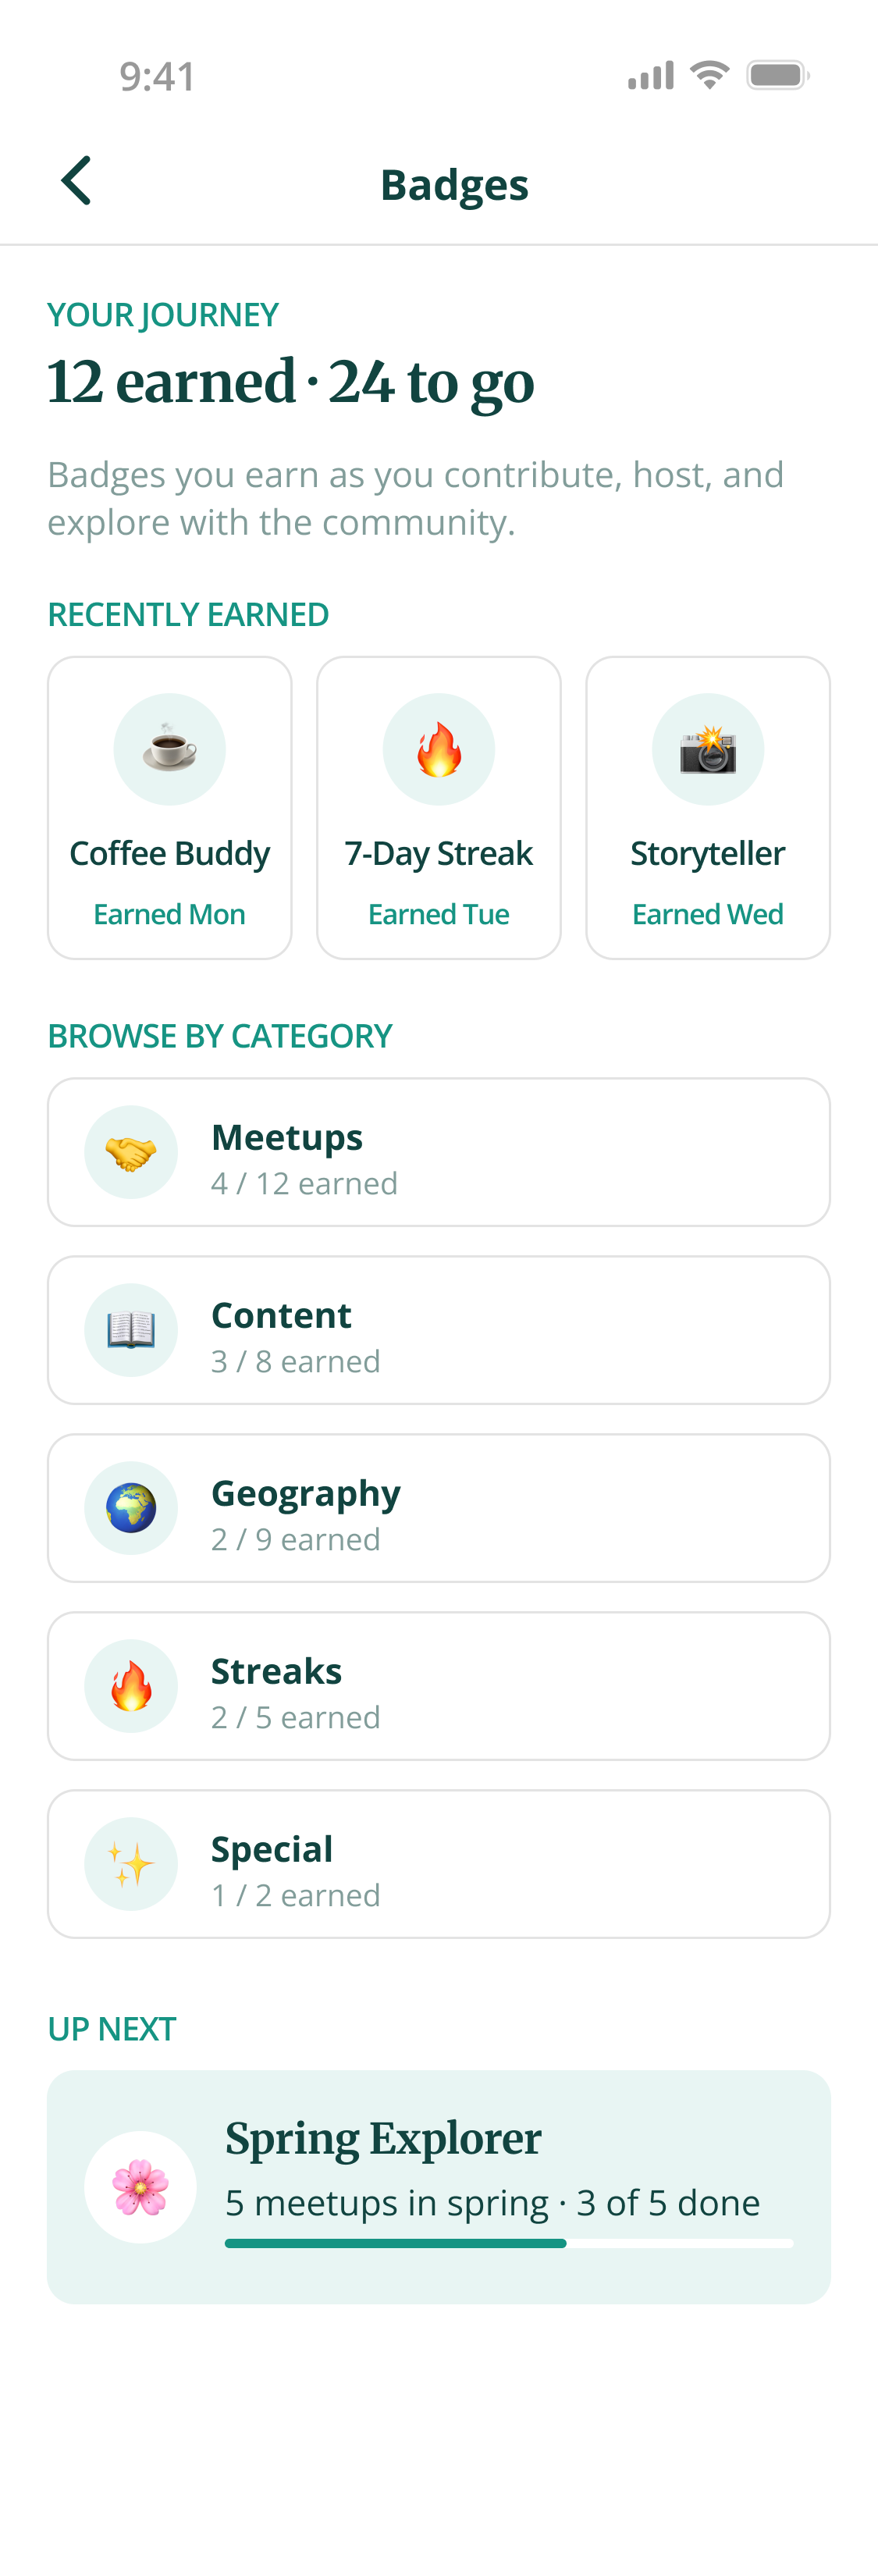 9:41
Badges
YOUR JOURNEY
12 earned · 24 to go
Badges you earn as you contribute, host, and
explore with the community.
RECENTLY EARNED
Coffee Buddy
Earned Mon
7-Day Streak
Earned Tue
Storyteller
Earned Wed
BROWSE BY CATEGORY
Meetups
4 / 12 earned
Content
3 / 8 earned
Geography
2 / 9 earned
Streaks
2 / 5 earned
Special
1 / 2 earned
UP NEXT
Spring Explorer
5 meetups in spring · 3 of 5 done